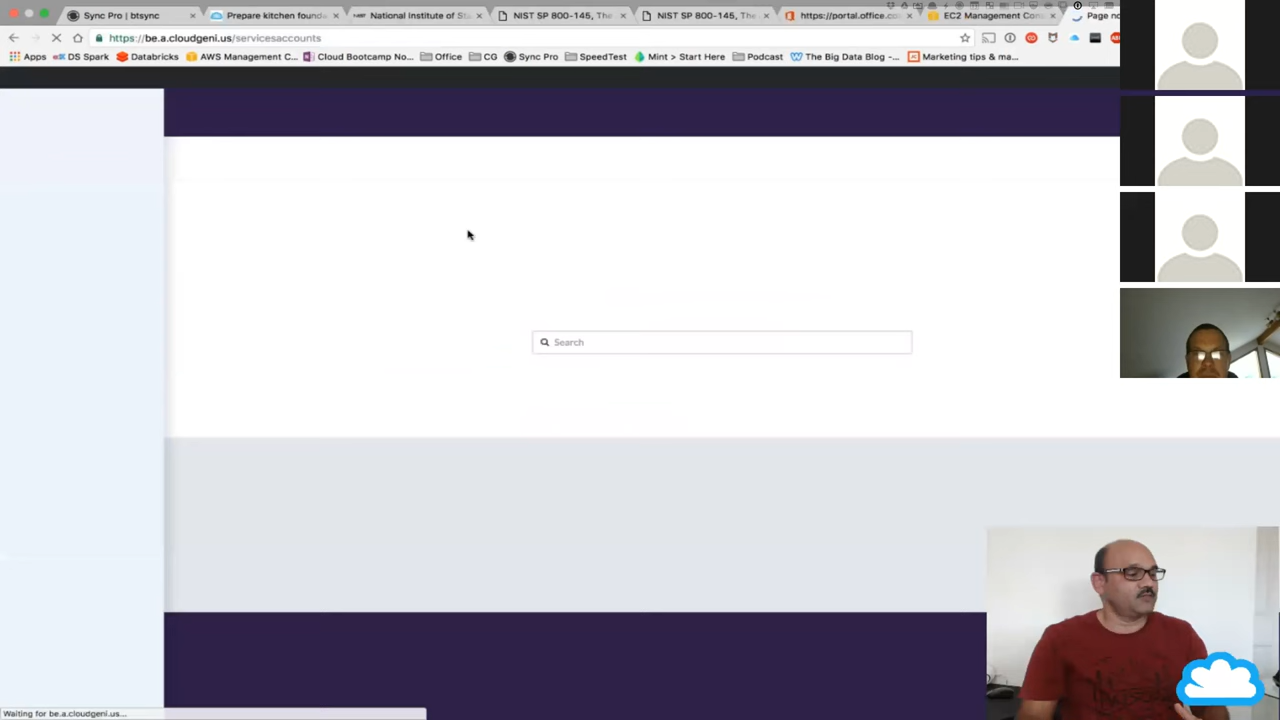 Sync Pro | btsync
Prepare kitchen found
National Institute of St
NIST SP 800-145, The
NIST SP 800-145, The
https://portal.office.co
EC2 Management Con
Page no
https://be.a.cloudgeni.us/servicesaccounts
Apps
DS Spark
Databricks
AWS Management C...
Cloud Bootcamp No...
Office
CG
Sync Pro
SpeedTest
Mint > Start Here
Podcast
The Big Data Blog -...
Marketing tips & ma...
Search
Waiting for be.a.cloudgeni.us...